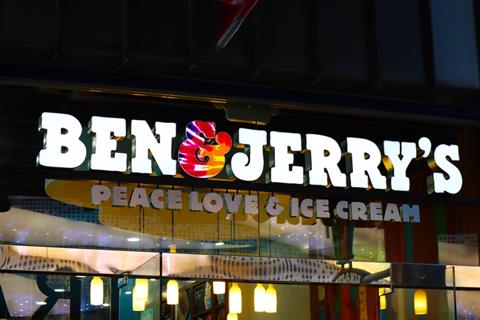 BEN & JERRY'S
PEACE LOVE & ICE CREAM